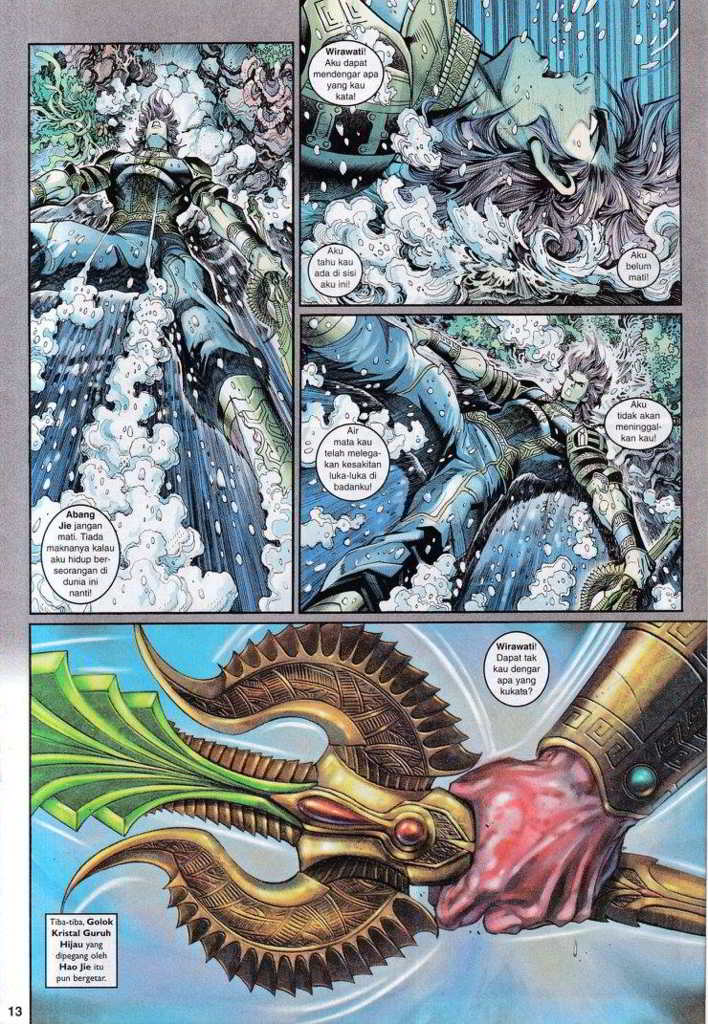 Abang
Jie jangan
mati. Tiada
maknanya kalau
aku hidup ber-
seorangan di
dunia ini
nanti!
Wirawati!
Aku dapat
mendengar apa
yang kau
kata!
Aku
tahu kau
ada di sisi
aku ini!
Aku
belum
mati!
Air
mata kau
telah melega-
kan kesakitan
luka-luka di
badanku!
Aku
tidak akan
meninggal-
kan kau!
Wirawati!
Dapat tak
kau dengar
apa yang
kukata?
Tiba-tiba, Golok
Kristal Guruh
Hijau yang
dipegang oleh
Hao Jie itu
pun bergetar.
13